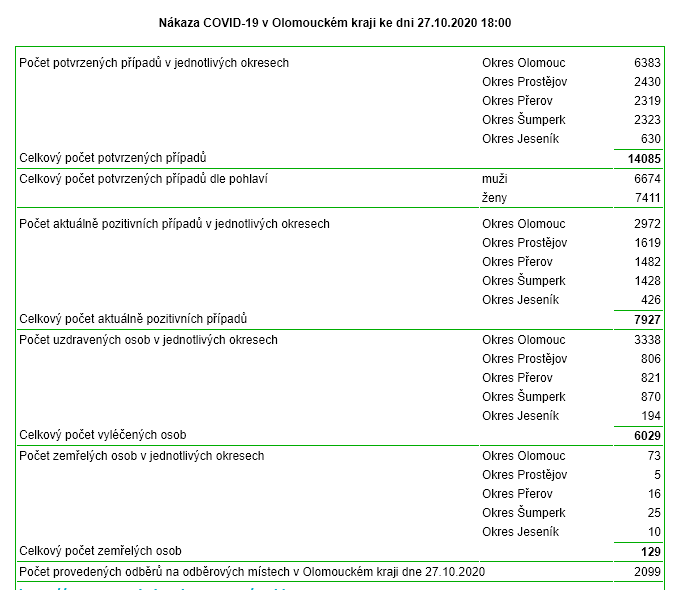 Nákaza COVID-19 v Olomouckém kraji ke dni 27.10.2020 18:00
Počet potvrzených případů v jednotlivých okresech Okres Olomouc 6383
Okres Prostějov 2430
Okres Přerov 2319
Okres Šumperk 2323
Okres Jeseník 630
Celkový počet potvrzených případů 14085
Celkový počet potvrzených případů dle pohlaví muži 6674
ženy 7411
Počet aktuálně pozitivních případů v jednotlivých okresech Okres Olomouc 2972
Okres Prostějov 1619
Okres Přerov 1482
Okres Šumperk 1428
Okres Jeseník 426
Celkový počet aktuálně pozitivních případů 7927
Počet uzdravených osob v jednotlivých okresech Okres Olomouc 3338
Okres Prostějov 806
Okres Přerov 821
Okres Šumperk 870
Okres Jeseník 194
Celkový počet vyléčených osob 6029
Počet zemřelých osob v jednotlivých okresech Okres Olomouc 73
Okres Prostějov 5
Okres Přerov 16
Okres Šumperk 25
Okres Jeseník 10
Celkový počet zemřelých osob 129
Počet provedených odběrů na odběrových místech v Olomouckém kraji dne 27.10.2020 2099